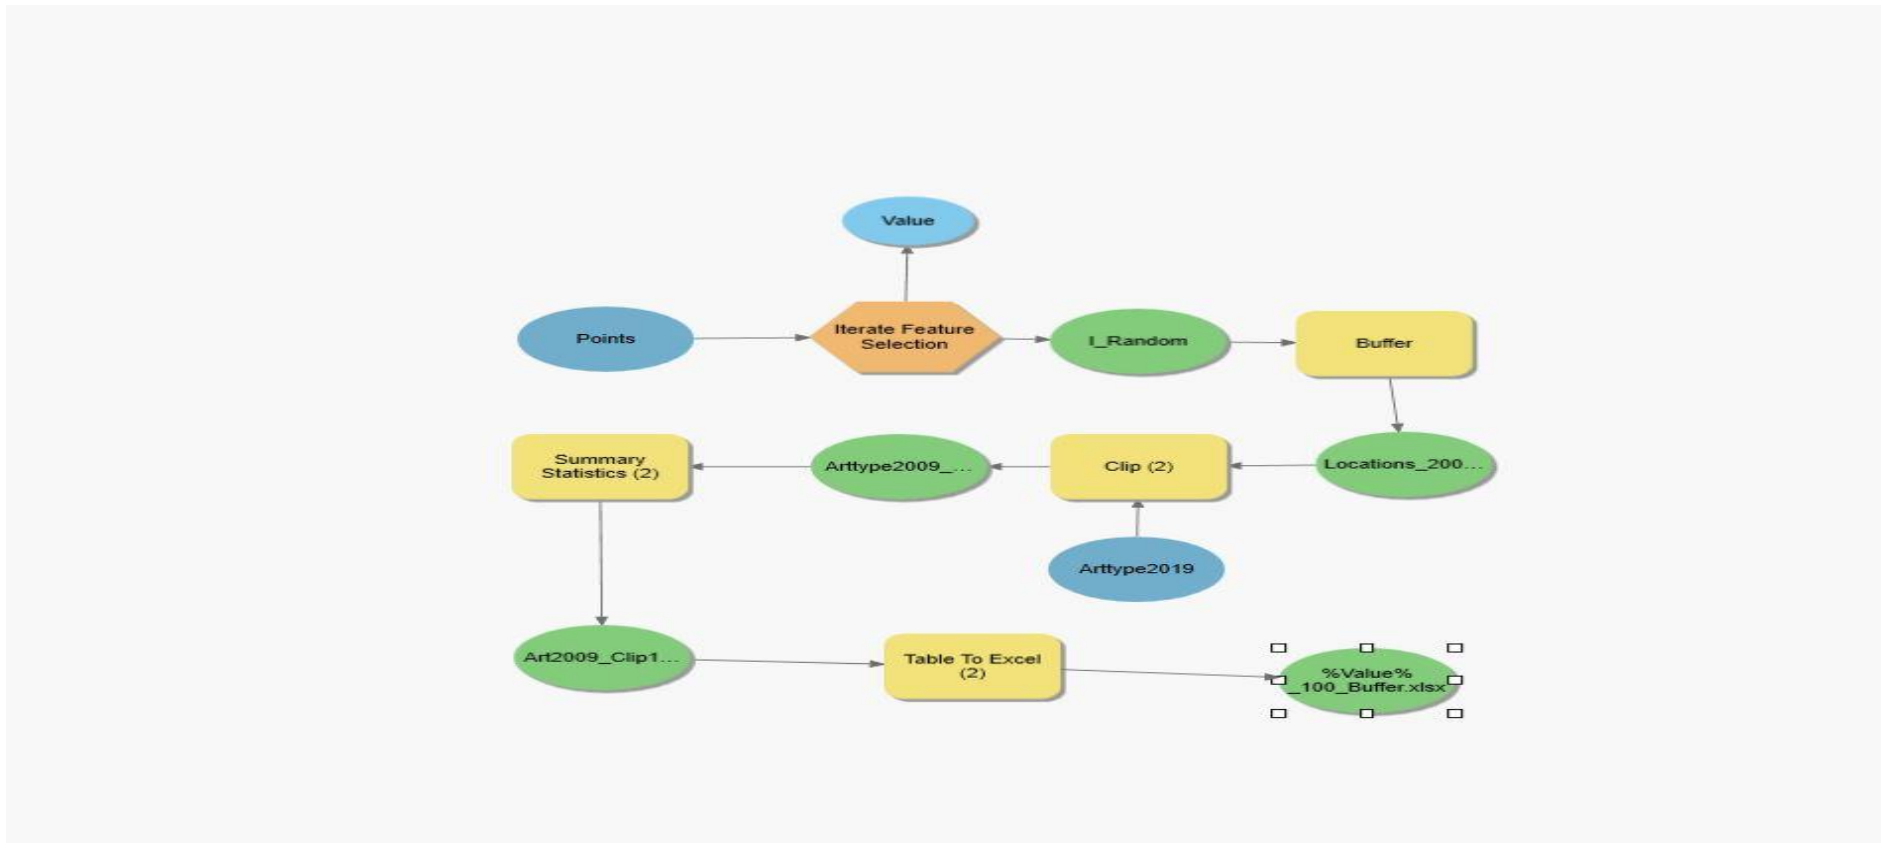 Value
Points
Iterate Feature
Selection
I_Random
Buffer
Summary
Statistics (2)
Arttype2009_...
Clip (2)
Locations_200...
Arttype2019
Art2009_Clip1...
Table To Excel
(2)
%Value%
_100_Buffer.xlsx